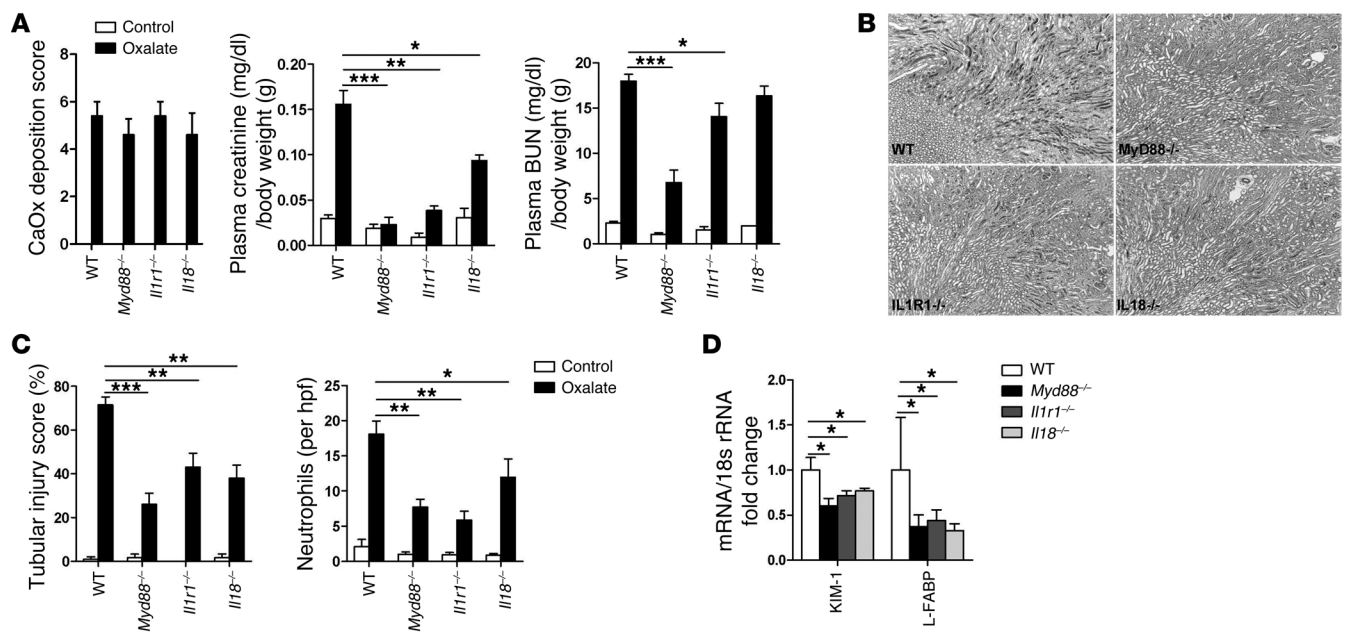 A
Control
Oxalate
CaOx deposition score
8
6
4
2
0
WT
Myd88–/–
Il1r1–/–
Il18–/–
Plasma creatinine (mg/dl)
/body weight (g)
0.20
0.15
0.10
0.05
0.00
*
**
***
WT
Myd88–/–
Il1r1–/–
Il18–/–
Plasma BUN (mg/dl)
/body weight (g)
20
15
10
5
0
*
***
WT
Myd88–/–
Il1r1–/–
Il18–/–
B
WT
MyD88-/-
IL1R1-/-
IL18-/-
C
Tubular injury score (%)
80
60
40
20
0
**
**
***
WT
Myd88–/–
Il1r1–/–
Il18–/–
Neutrophils (per hpf)
25
20
15
10
5
0
*
**
**
WT
Myd88–/–
Il1r1–/–
Il18–/–
Control
Oxalate
D
mRNA/18s rRNA
fold change
2.0
1.5
1.0
0.5
0.0
*
*
*
*
*
*
KIM-1
L-FABP
WT
Myd88–/–
Il1r1–/–
Il18–/–